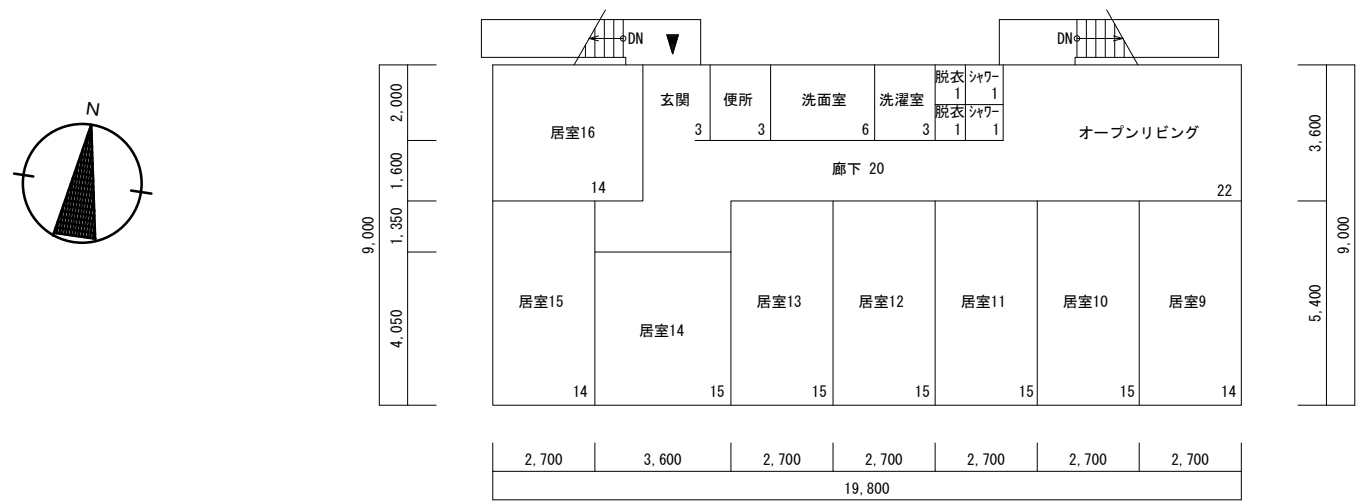 DN
DN
N
2,000
1,600
1,350
4,050
9,000
居室16
14
玄関
3
便所
3
洗面室
6
洗濯室
3
脱衣
1
シャワー
1
脱衣
1
シャワー
1
オープンリビング
22
廊下 20
3,600
5,400
9,000
居室15
14
居室14
15
居室13
15
居室12
15
居室11
15
居室10
15
居室9
14
2,700
3,600
2,700
2,700
2,700
2,700
2,700
19,800